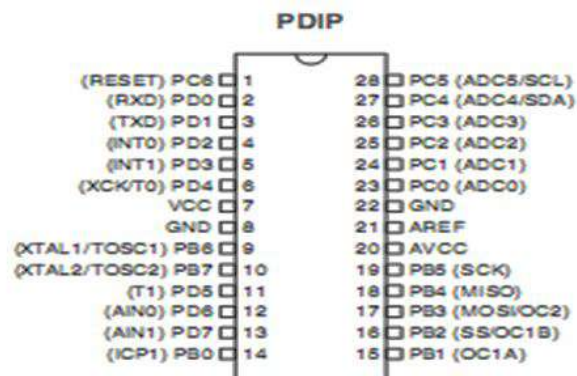 PDIP
(RESET) PC6 1 28 PC5 (ADC5/SCL)
(RXD) PD0 2 27 PC4 (ADC4/SDA)
(TXD) PD1 3 26 PC3 (ADC3)
(INT0) PD2 4 25 PC2 (ADC2)
(INT1) PD3 5 24 PC1 (ADC1)
(XCK/T0) PD4 6 23 PC0 (ADC0)
VCC 7 22 GND
GND 8 21 AREF
(XTAL1/TOSC1) PB6 9 20 AVCC
(XTAL2/TOSC2) PB7 10 19 PB5 (SCK)
(T1) PD5 11 18 PB4 (MISO)
(AIN0) PD6 12 17 PB3 (MOSI/OC2)
(AIN1) PD7 13 16 PB2 (SS/OC1B)
(ICP1) PB0 14 15 PB1 (OC1A)